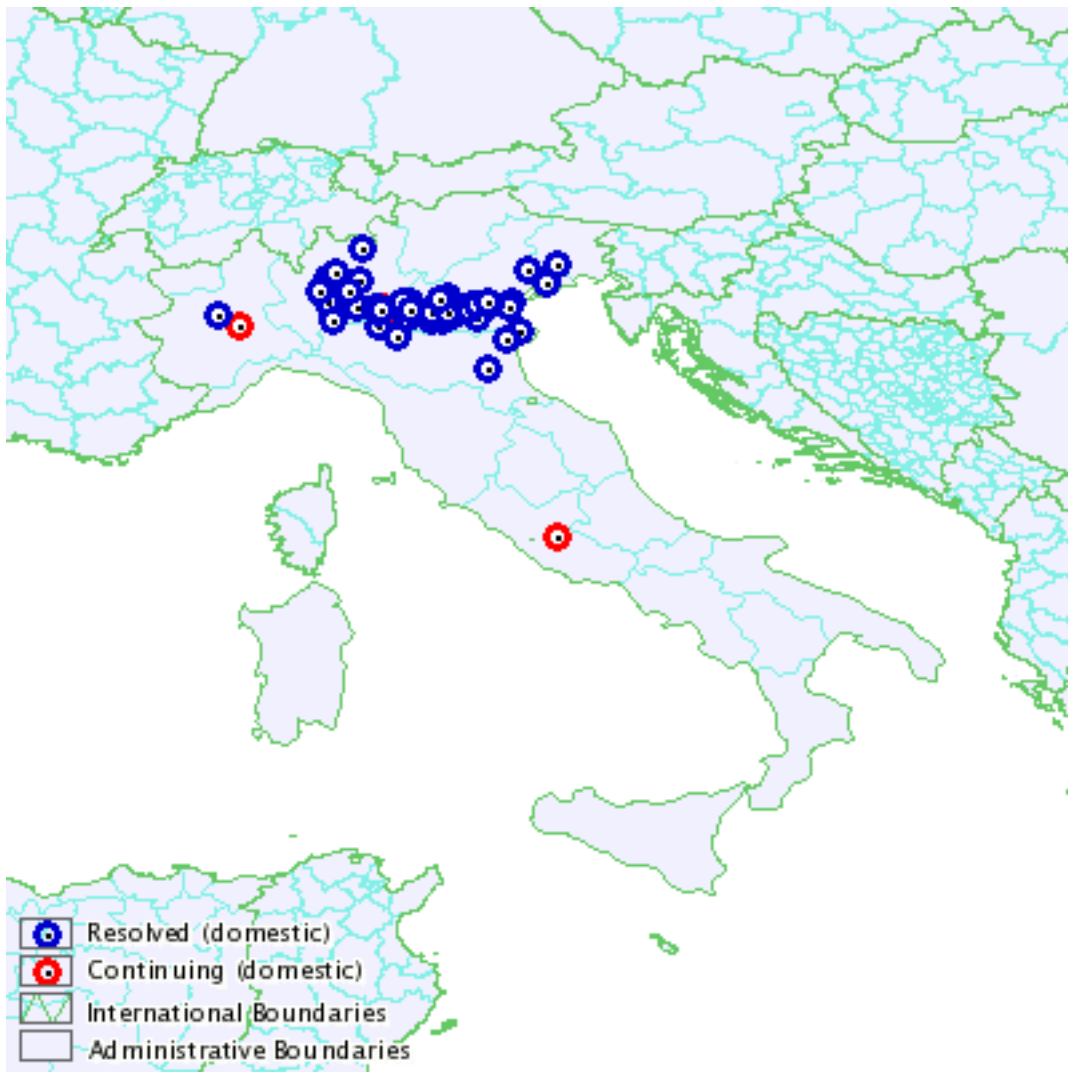 Resolved (domestic)
Continuing (domestic)
International Boundaries
Administrative Boundaries